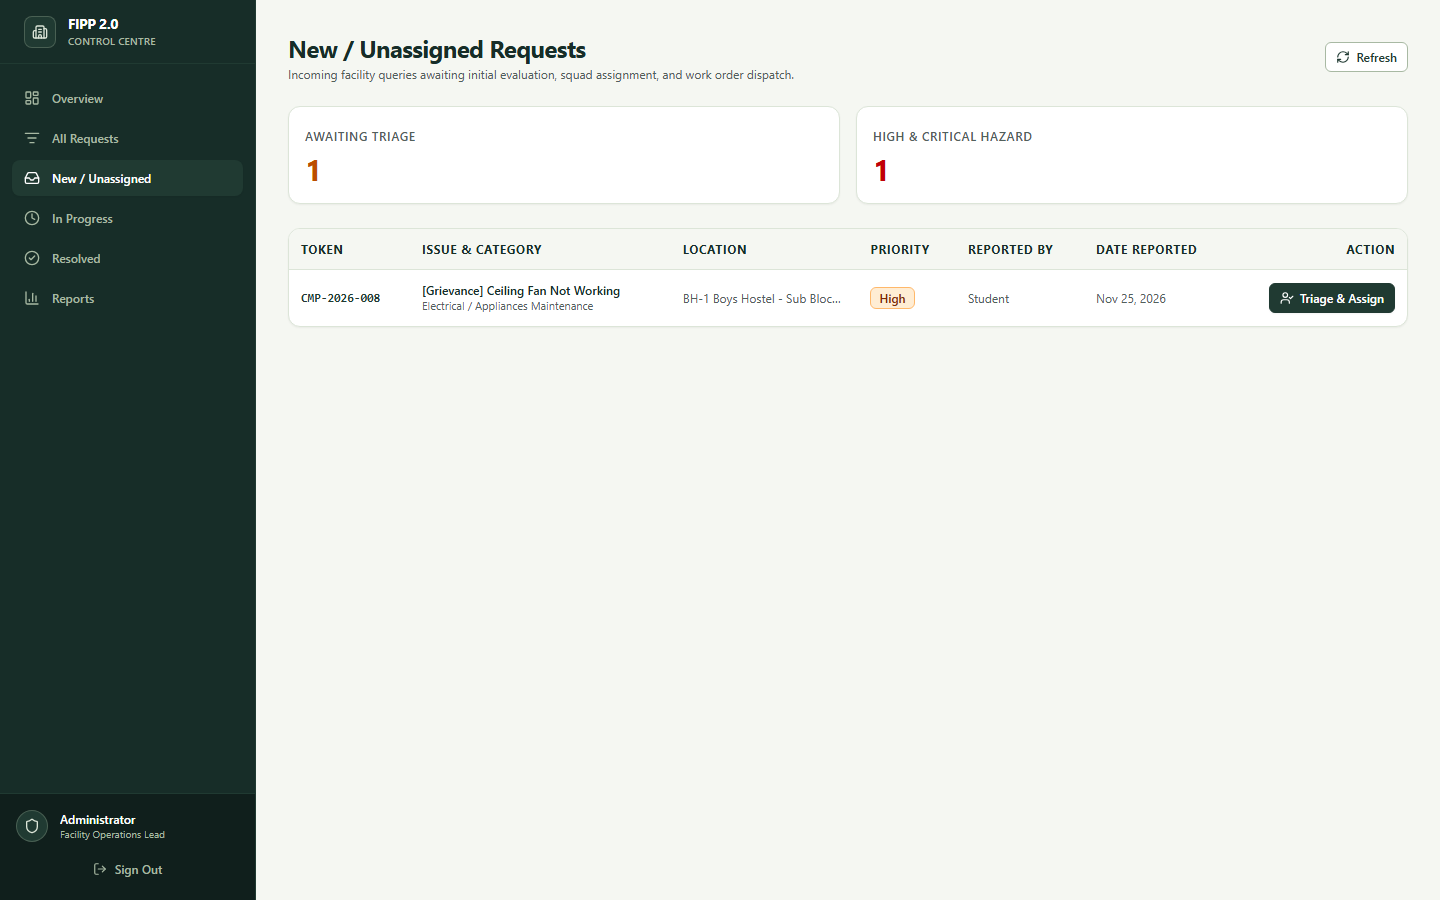 FIPP 2.0
CONTROL CENTRE
Overview
All Requests
New / Unassigned
In Progress
Resolved
Reports
Administrator
Facility Operations Lead
Sign Out
New / Unassigned Requests
Incoming facility queries awaiting initial evaluation, squad assignment, and work order dispatch.
Refresh
AWAITING TRIAGE
1
HIGH & CRITICAL HAZARD
1
TOKEN ISSUE & CATEGORY LOCATION PRIORITY REPORTED BY DATE REPORTED ACTION
CMP-2026-008 [Grievance] Ceiling Fan Not Working BH-1 Boys Hostel - Sub Bloc... High Student Nov 25, 2026 Triage & Assign
Electrical / Appliances Maintenance